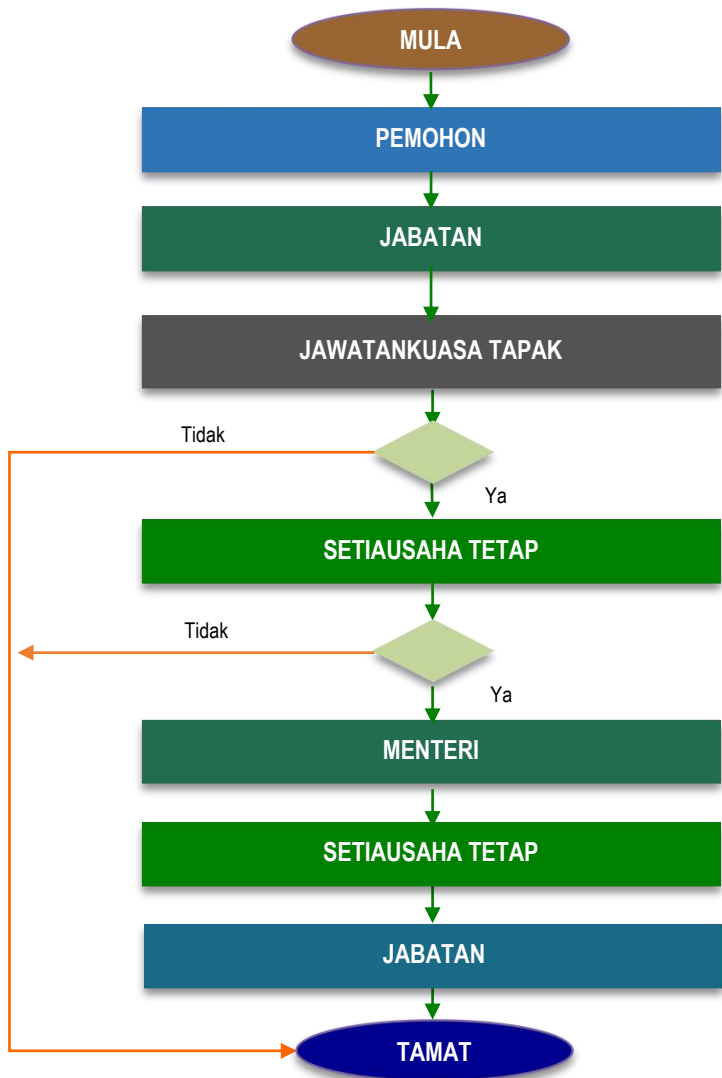 MULA
PEMOHON
JABATAN
JAWATANKUASA TAPAK
Tidak
Ya
SETIAUSAHA TETAP
Tidak
Ya
MENTERI
SETIAUSAHA TETAP
JABATAN
TAMAT